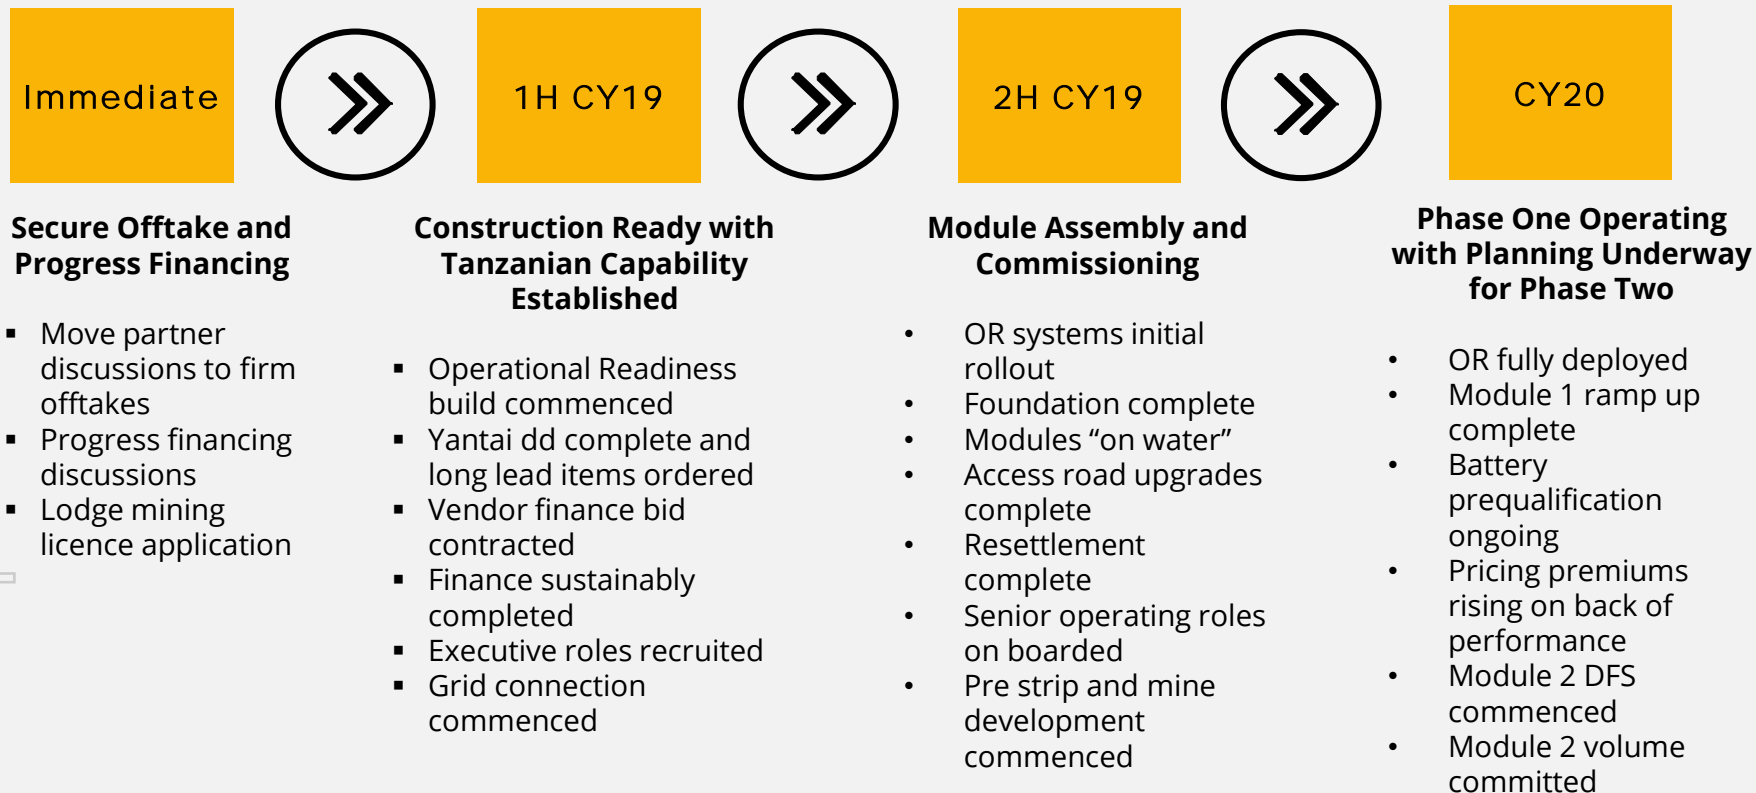 Immediate
1H CY19
2H CY19
CY20
Secure Offtake and
Progress Financing
▪ Move partner
discussions to firm
offtakes
▪ Progress financing
discussions
▪ Lodge mining
licence application
Construction Ready with
Tanzanian Capability
Established
▪ Operational Readiness
build commenced
▪ Yantai dd complete and
long lead items ordered
▪ Vendor finance bid
contracted
▪ Finance sustainably
completed
▪ Executive roles recruited
▪ Grid connection
commenced
Module Assembly and
Commissioning
• OR systems initial
rollout
• Foundation complete
• Modules “on water”
• Access road upgrades
complete
• Resettlement
complete
• Senior operating roles
on boarded
• Pre strip and mine
development
commenced
Phase One Operating
with Planning Underway
for Phase Two
• OR fully deployed
• Module 1 ramp up
complete
• Battery
prequalification
ongoing
• Pricing premiums
rising on back of
performance
• Module 2 DFS
commenced
• Module 2 volume
committed